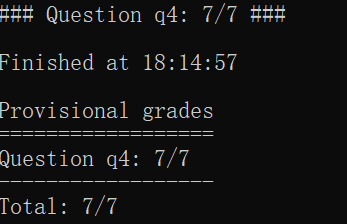 ### Question q4: 7/7 ###
Finished at 18:14:57
Provisional grades
==================
Question q4: 7/7
------------------
Total: 7/7